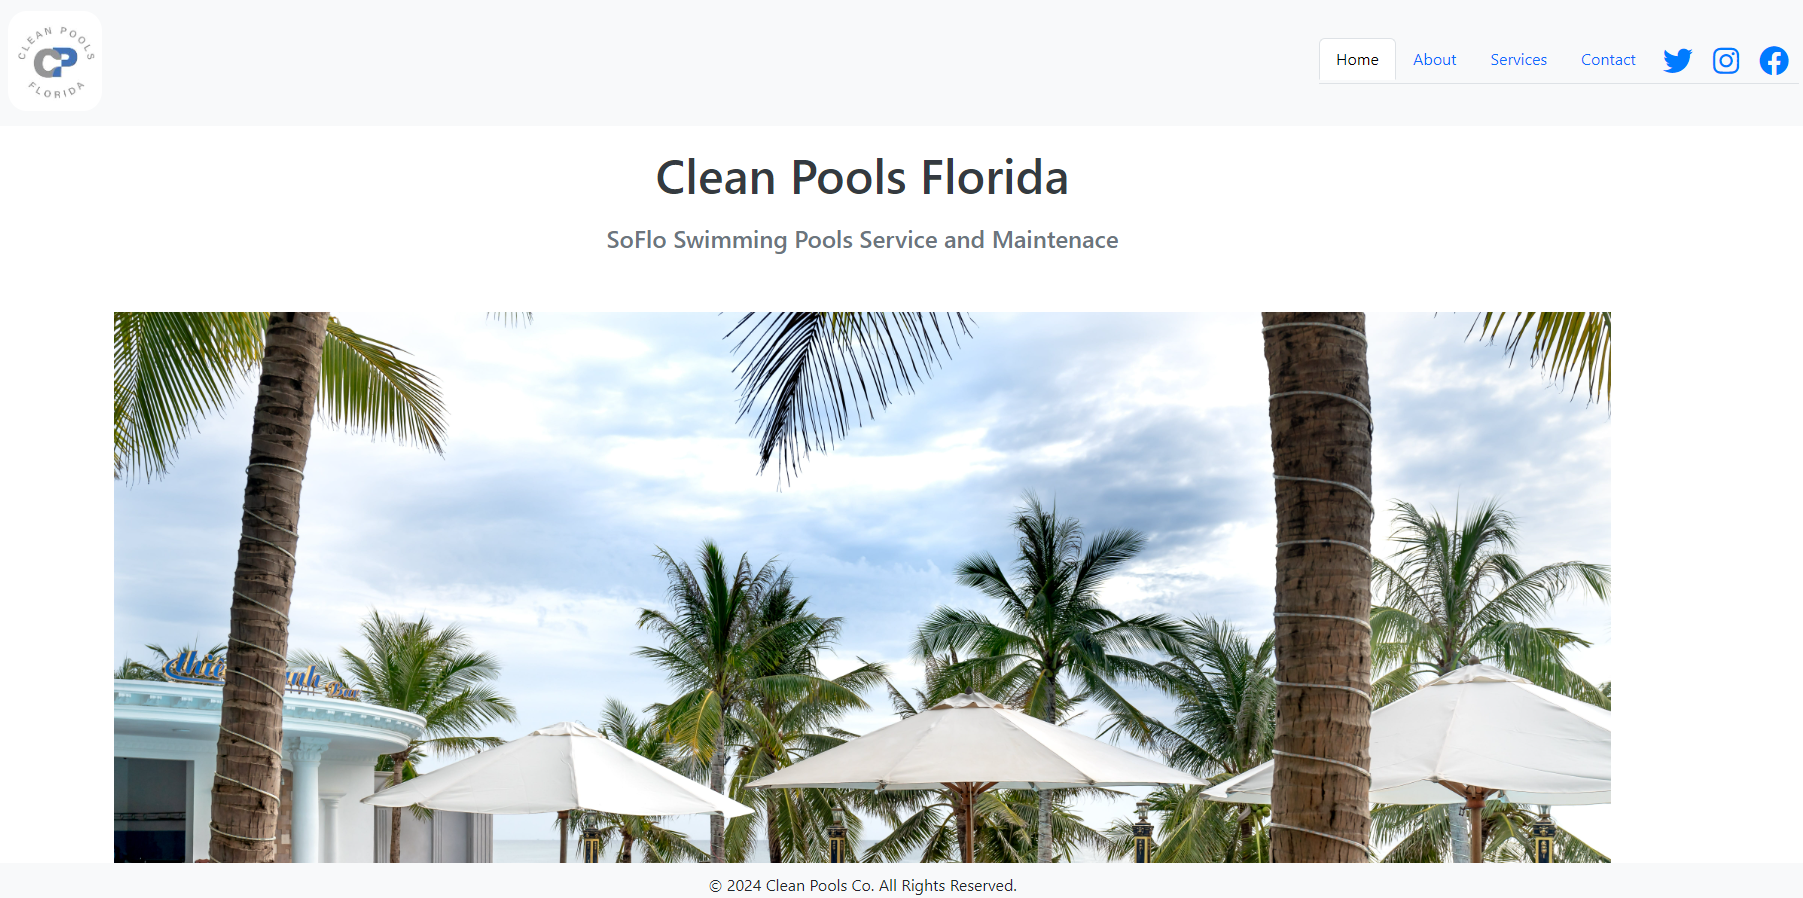 CLEAN POOLS
CP
FLORIDA
Home About Services Contact
Clean Pools Florida
SoFlo Swimming Pools Service and Maintenace
© 2024 Clean Pools Co. All Rights Reserved.